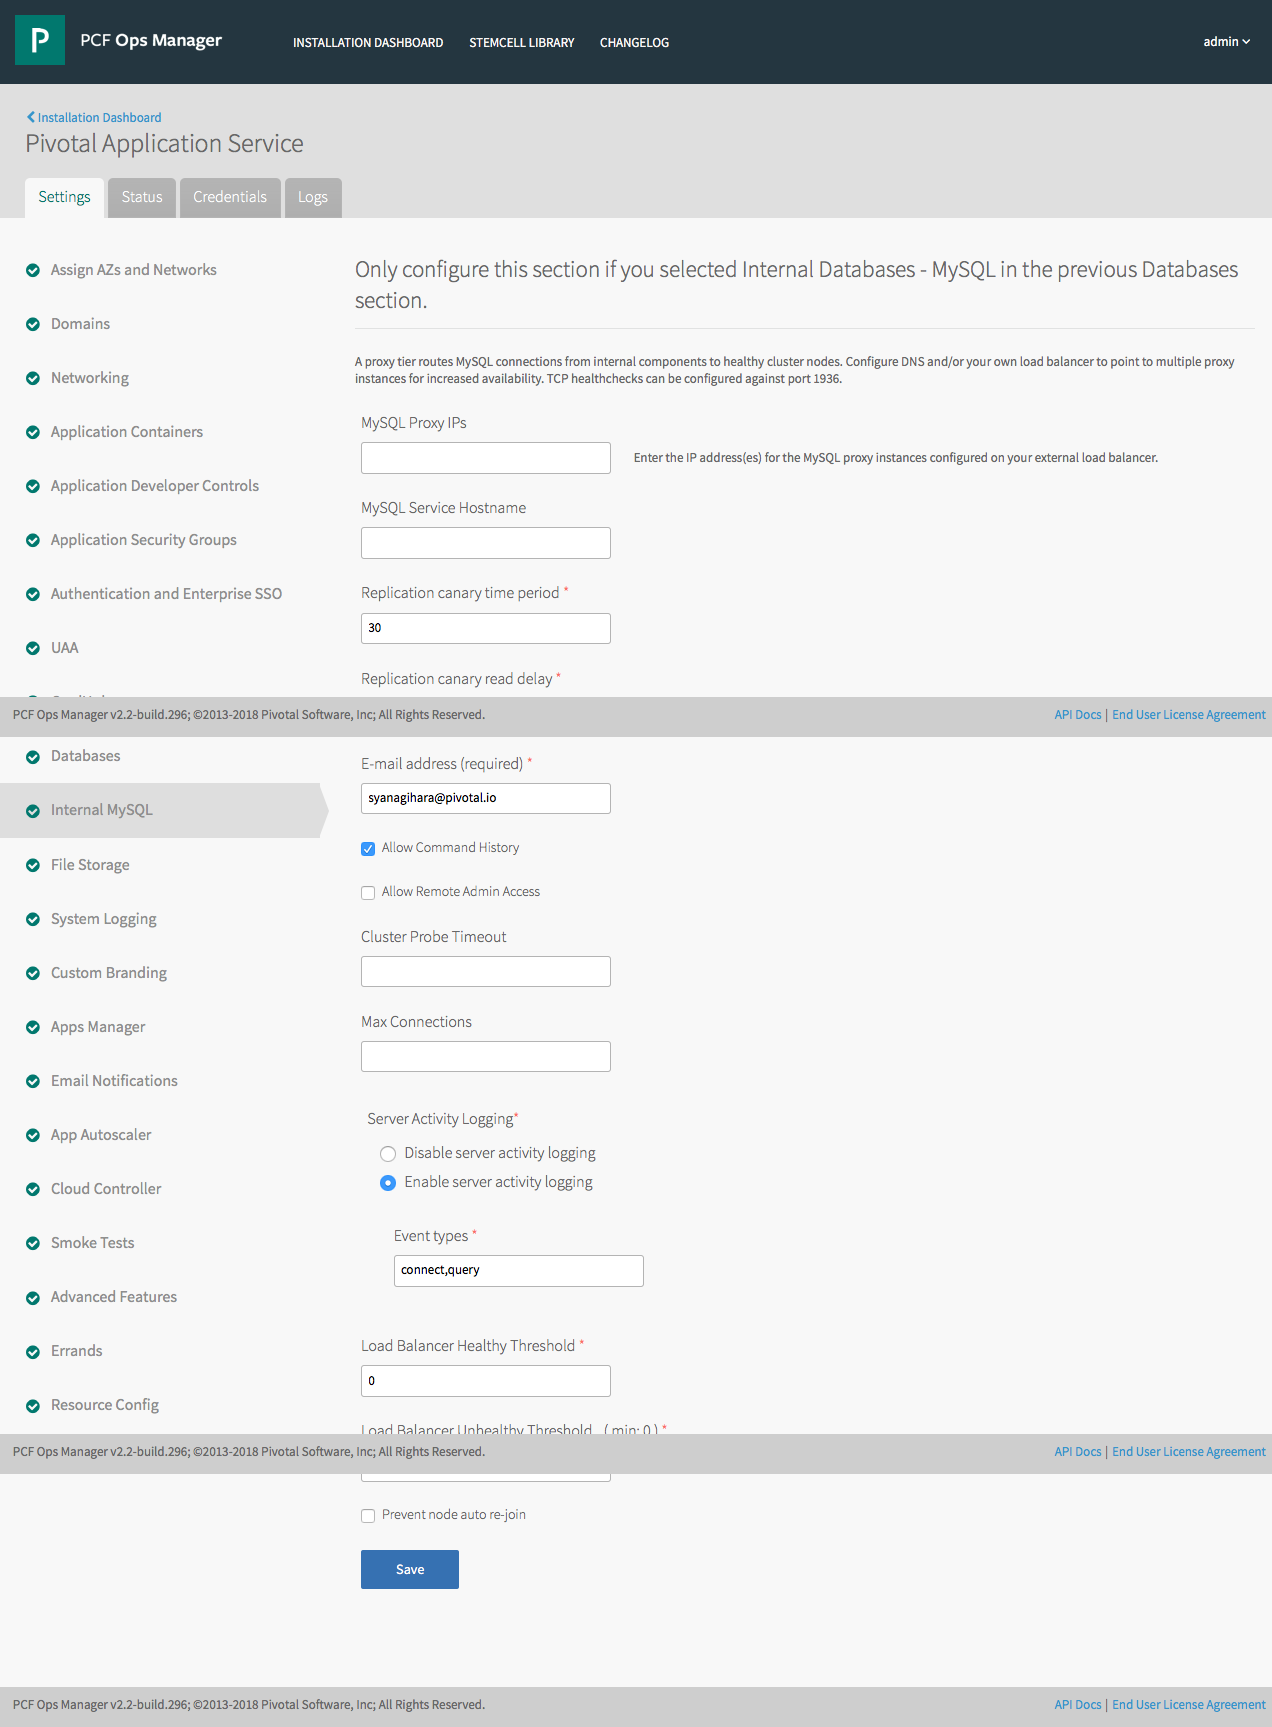 P
PCF Ops Manager
INSTALLATION DASHBOARD
STEMCELL LIBRARY
CHANGELOG
admin
Installation Dashboard
Pivotal Application Service
Settings
Status
Credentials
Logs
Assign AZs and Networks
Domains
Networking
Application Containers
Application Developer Controls
Application Security Groups
Authentication and Enterprise SSO
UAA
Only configure this section if you selected Internal Databases - MySQL in the previous Databases
section.
A proxy tier routes MySQL connections from internal components to healthy cluster nodes. Configure DNS and/or your own load balancer to point to multiple proxy
instances for increased availability. TCP healthchecks can be configured against port 1936.
MySQL Proxy IPs
Enter the IP address(es) for the MySQL proxy instances configured on your external load balancer.
MySQL Service Hostname
Replication canary time period *
30
Replication canary read delay *
PCF Ops Manager v2.2-build.296; ©2013-2018 Pivotal Software, Inc; All Rights Reserved.
API Docs | End User License Agreement
Databases
Internal MySQL
File Storage
System Logging
Custom Branding
Apps Manager
Email Notifications
App Autoscaler
Cloud Controller
Smoke Tests
Advanced Features
Errands
Resource Config
E-mail address (required) *
syanagihara@pivotal.io
Allow Command History
Allow Remote Admin Access
Cluster Probe Timeout
Max Connections
Server Activity Logging*
Disable server activity logging
Enable server activity logging
Event types *
connect,query
Load Balancer Healthy Threshold *
0
Load Balancer Unhealthy Threshold ( min: 0 ) *
PCF Ops Manager v2.2-build.296; ©2013-2018 Pivotal Software, Inc; All Rights Reserved.
API Docs | End User License Agreement
Prevent node auto re-join
Save
PCF Ops Manager v2.2-build.296; ©2013-2018 Pivotal Software, Inc; All Rights Reserved.
API Docs | End User License Agreement